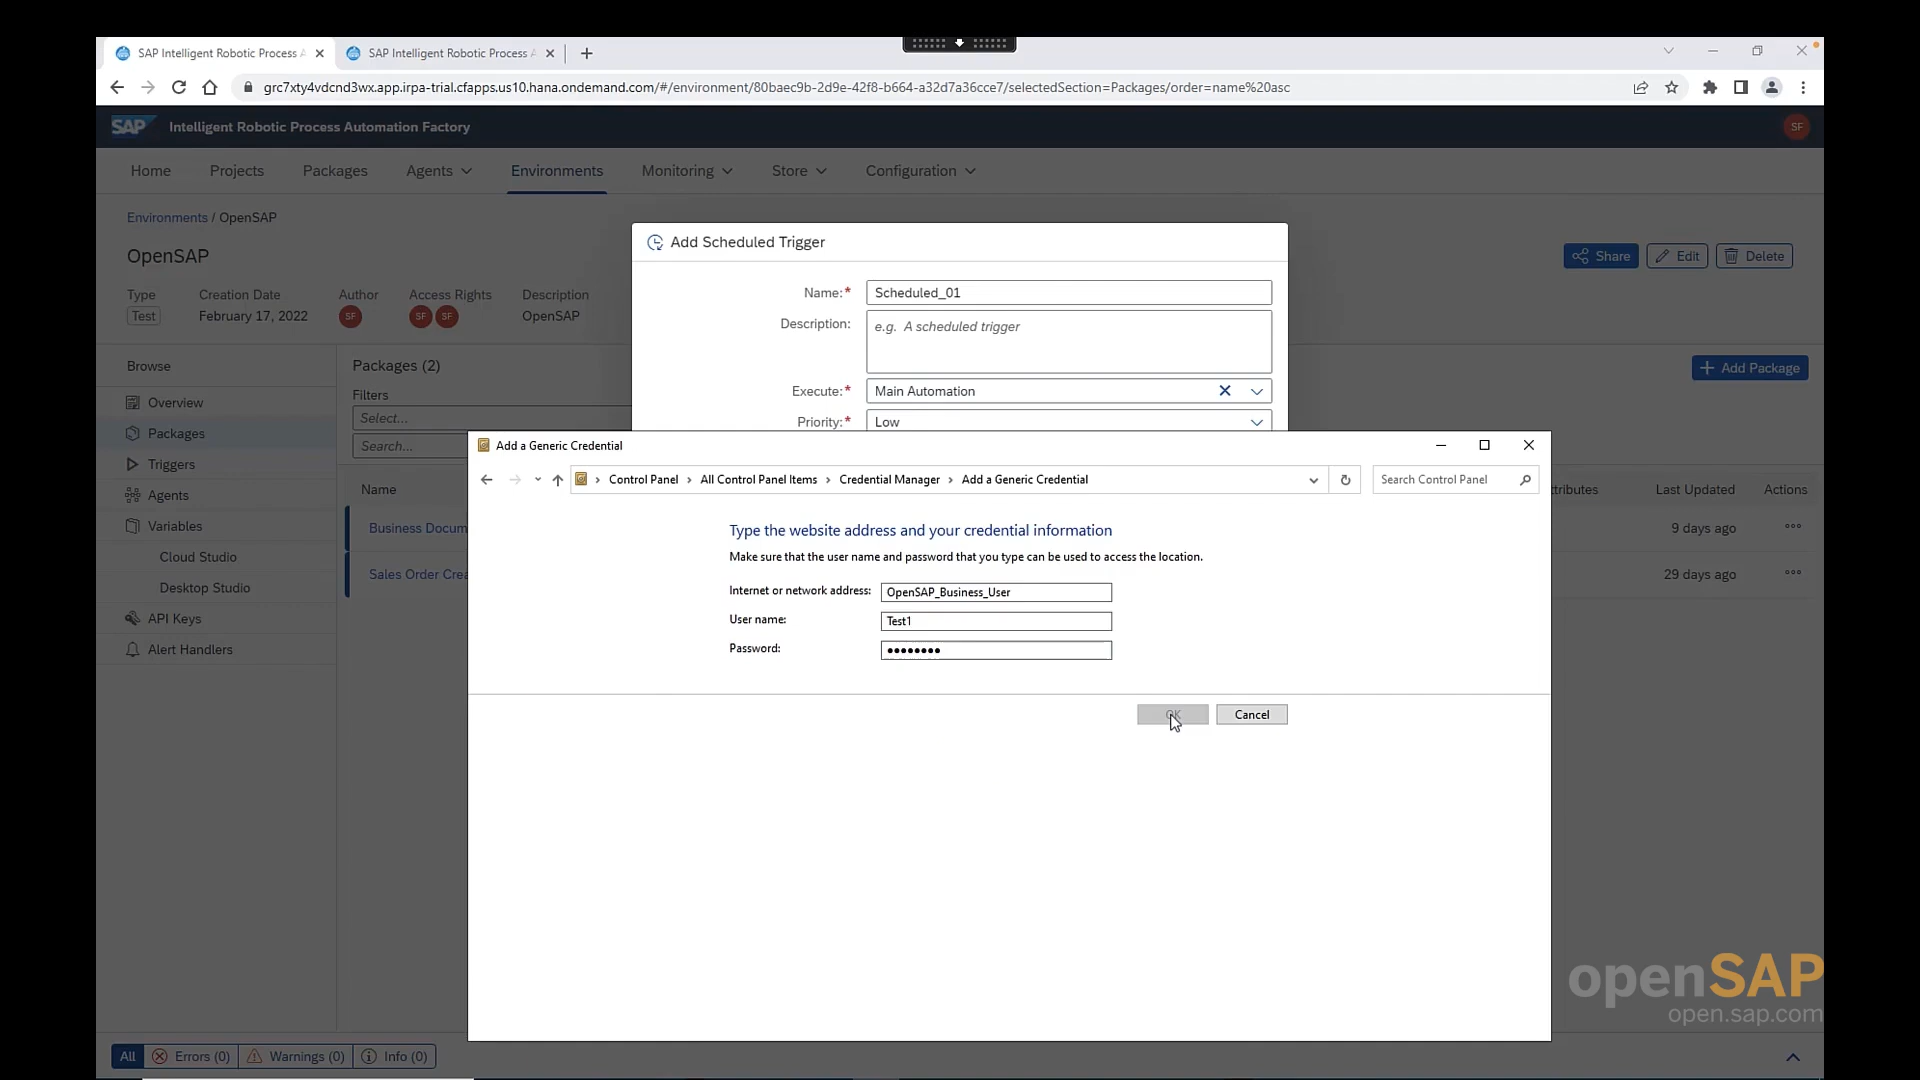 SAP Intelligent Robotic Process A
SAP Intelligent Robotic Process A
grc7xty4vdcnd3wx.app.irpa-trial.cfapps.us10.hana.ondemand.com/#/environment/80baec9b-2d9e-42f8-b664-a32d7a36cce7/selectedSection=Packages/order=name%20asc
SAP Intelligent Robotic Process Automation Factory SF
Home Projects Packages Agents Environments Monitoring Store Configuration
Environments / OpenSAP
OpenSAP
Share Edit Delete
Type Creation Date Author Access Rights Description
Test February 17, 2022 SF SF SF OpenSAP
Browse
Overview
Packages
Triggers
Agents
Variables
Cloud Studio
Desktop Studio
API Keys
Alert Handlers
Packages (2)
Add Package
Filters
Select...
Search...
Name
tributes Last Updated Actions
Business Docum
9 days ago
Sales Order Crea
29 days ago
Add Scheduled Trigger
Name:* Scheduled_01
Description: e.g. A scheduled trigger
Execute:* Main Automation
Priority:* Low
Add a Generic Credential
Control Panel All Control Panel Items Credential Manager Add a Generic Credential
Search Control Panel
Type the website address and your credential information
Make sure that the user name and password that you type can be used to access the location.
Internet or network address: OpenSAP_Business_User
User name: Test1
Password: ••••••••
OK Cancel
All Errors (0) Warnings (0) Info (0)
openSAP
open.sap.com